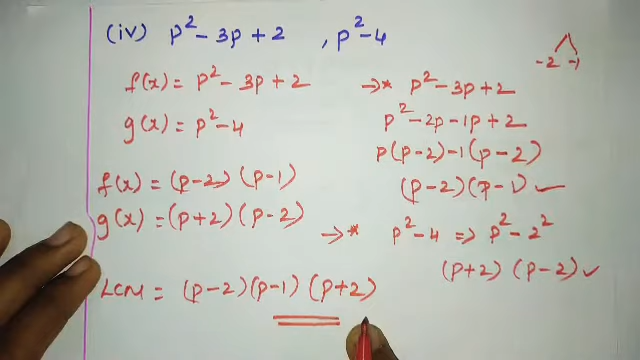 (iv) p² - 3p + 2 , p² - 4
f(x) = p² - 3p + 2
g(x) = p² - 4
f(x) = (p-2) (p-1)
g(x) = (p+2) (p-2)
LCM = (p-2)(p-1) (p+2)
-2 -1
→* p² - 3p + 2
p² - 2p - 1p + 2
p(p-2) -1 (p-2)
(p-2) (p-1) ✓
→* p² - 4 ⇒ p² - 2²
(p+2) (p-2) ✓